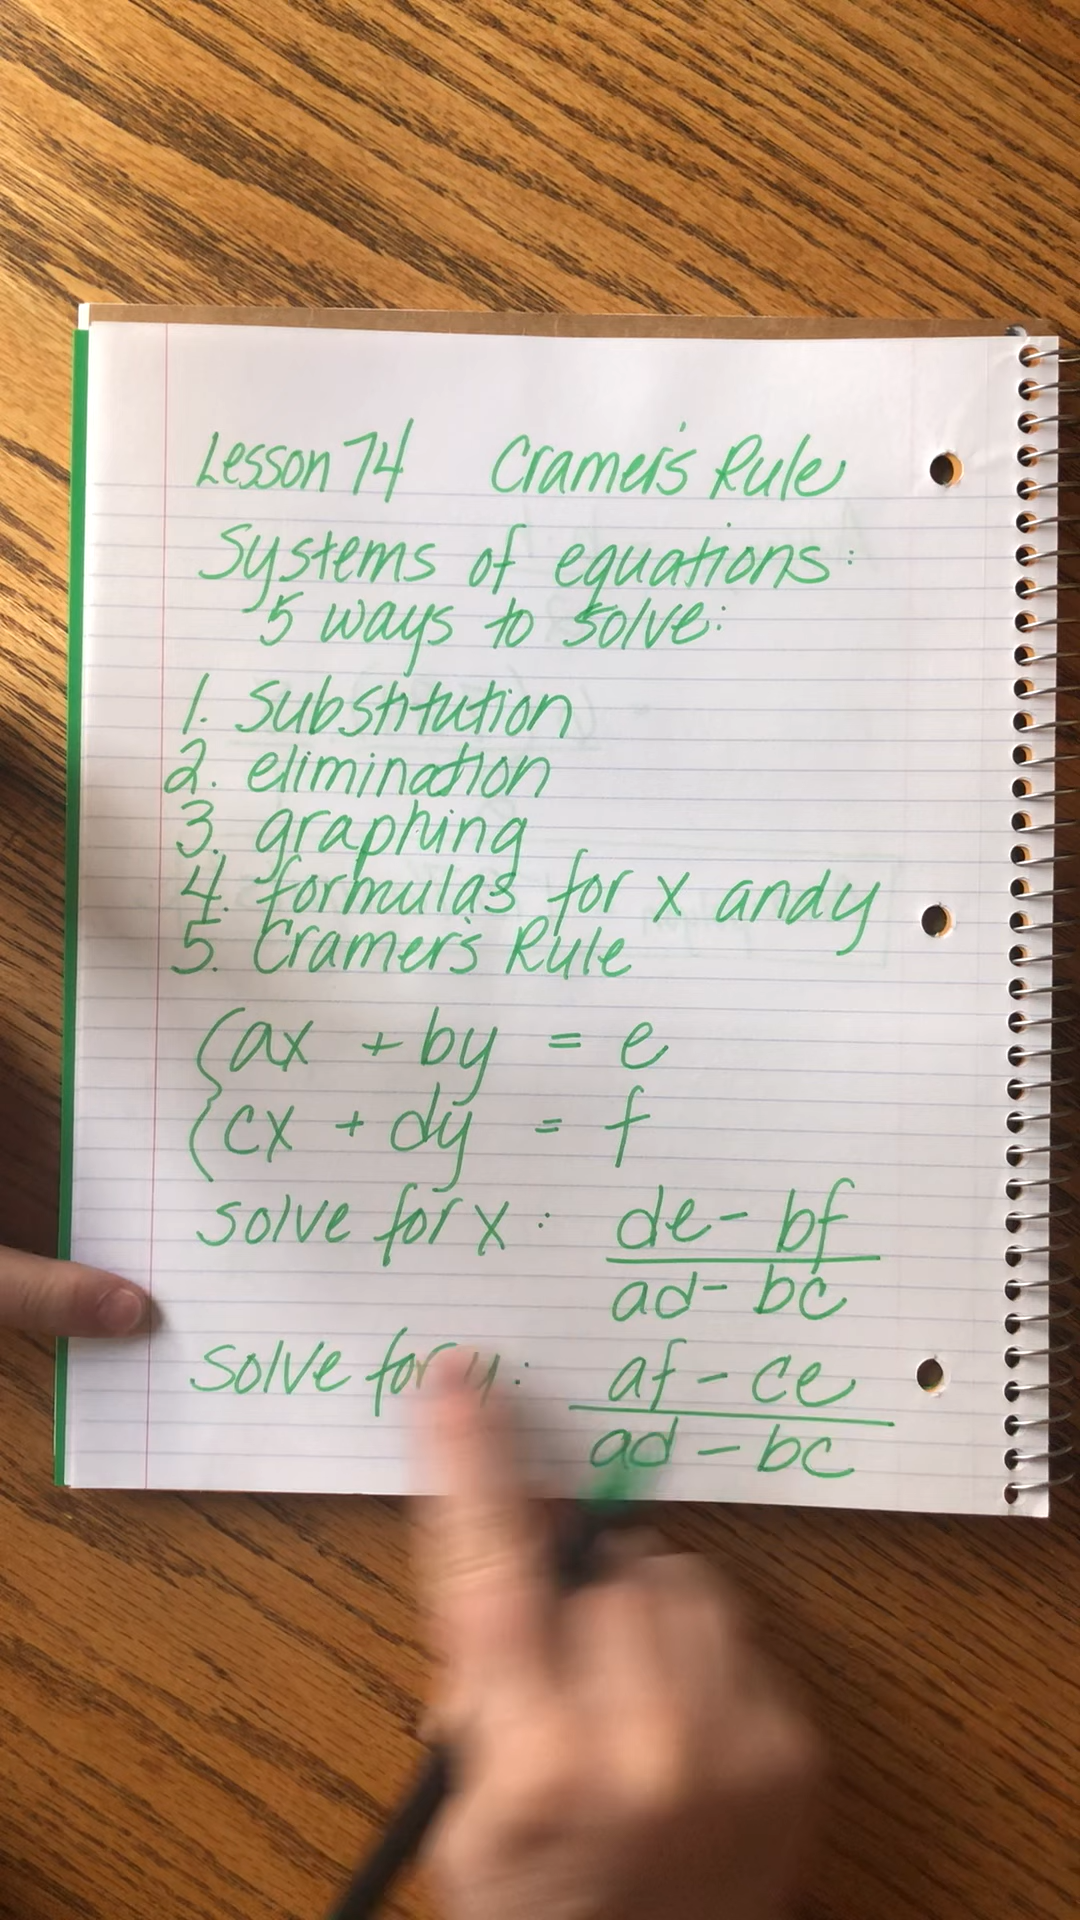 Lesson 74 Cramer's Rule
Systems of equations:
5 ways to solve:
1. substitution
2. elimination
3. graphing
4. formulas for x and y
5. Cramer's Rule
{ax + by = e
{cx + dy = f
solve for x: de - bf
ad - bc
solve for y: af - ce
ad - bc